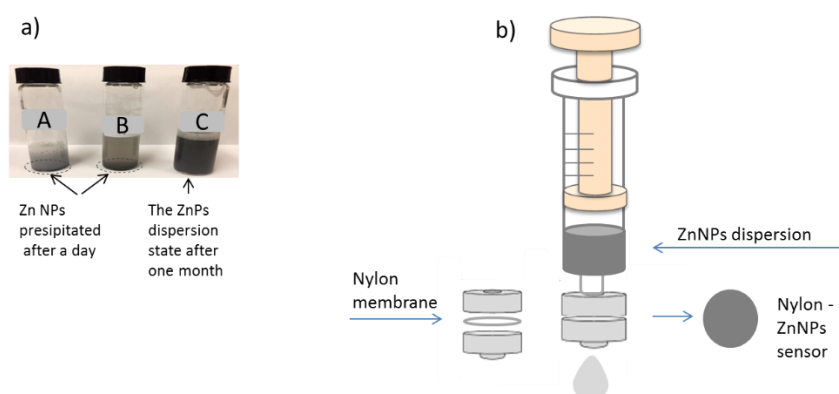 a)
A B C
Zn NPs
presipitated
after a day
The ZnPs
dispersion
state after
one month
b)
ZnNPs dispersion
Nylon
membrane
Nylon -
ZnNPs
sensor